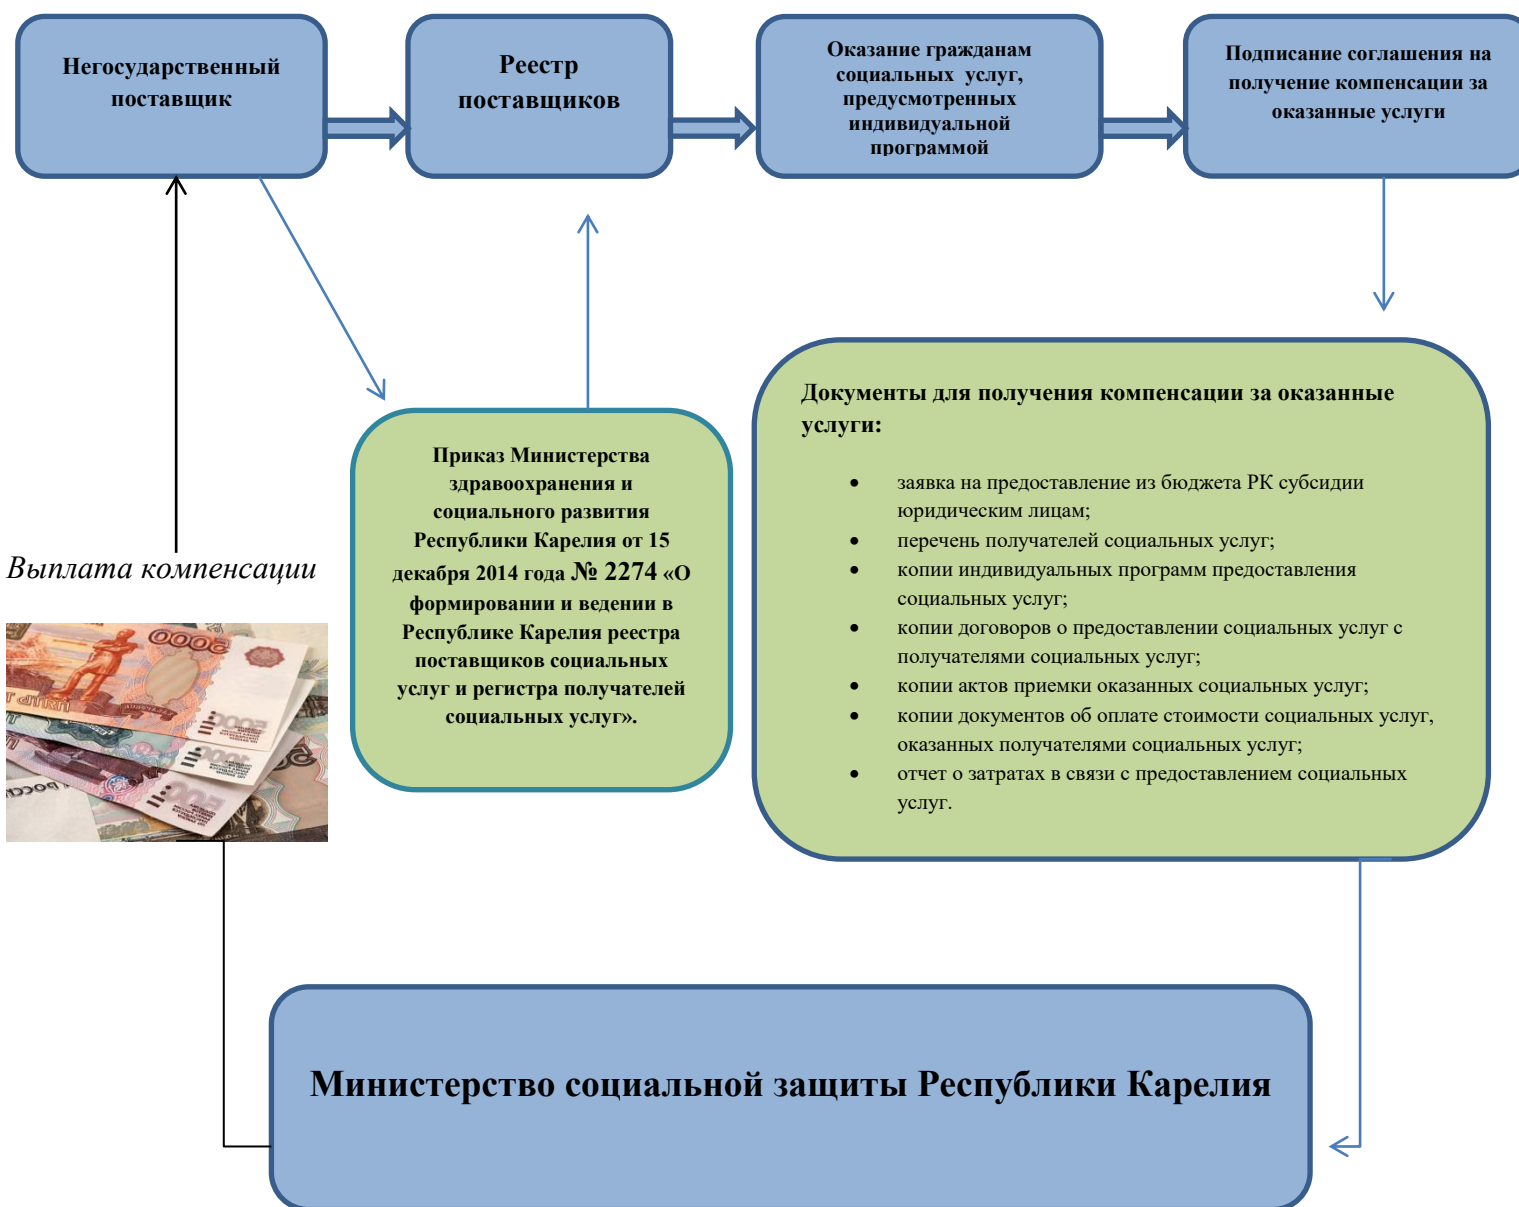 Негосударственный
поставщик
Реестр
поставщиков
Оказание гражданам
социальных услуг,
предусмотренных
индивидуальной
программой
Подписание соглашения на
получение компенсации за
оказанные услуги
Документы для получения компенсации за оказанные
услуги:
• заявка на предоставление из бюджета РК субсидии
юридическим лицам;
• перечень получателей социальных услуг;
• копии индивидуальных программ предоставления
социальных услуг;
• копии договоров о предоставлении социальных услуг с
получателями социальных услуг;
• копии актов приемки оказанных социальных услуг;
• копии документов об оплате стоимости социальных услуг,
оказанных получателями социальных услуг;
• отчет о затратах в связи с предоставлением социальных
услуг.
Приказ Министерства
здравоохранения и
социального развития
Республики Карелия от 15
декабря 2014 года № 2274 «О
формировании и ведении в
Республике Карелия реестра
поставщиков социальных
услуг и регистра получателей
социальных услуг».
Выплата компенсации
5000
5000
1000
500
Министерство социальной защиты Республики Карелия